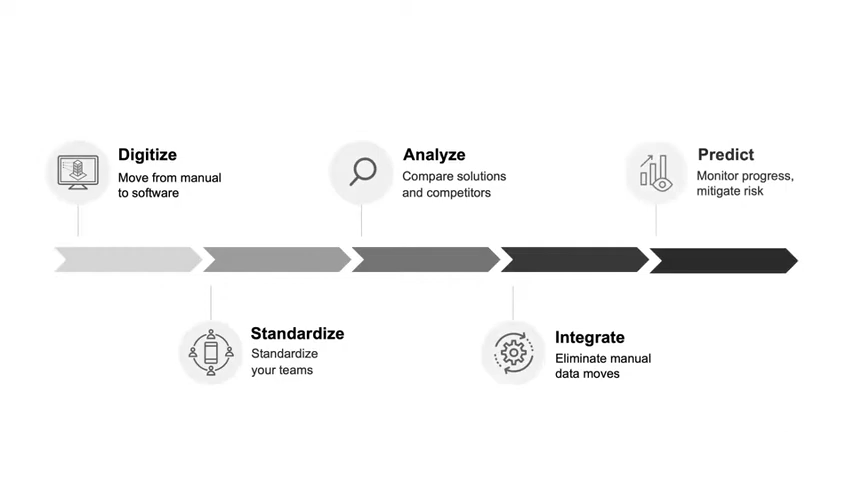 Digitize
Move from manual
to software
Standardize
Standardize
your teams
Analyze
Compare solutions
and competitors
Integrate
Eliminate manual
data moves
Predict
Monitor progress,
mitigate risk